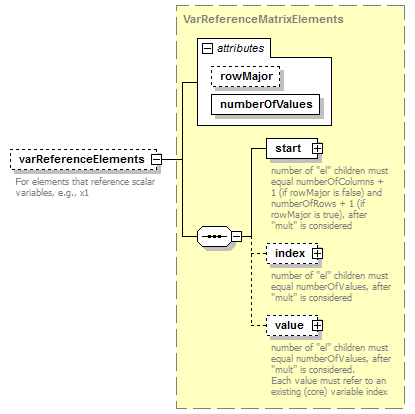 VarReferenceMatrixElements
attributes
rowMajor
numberOfValues
varReferenceElements
For elements that reference scalar
variables, e.g., x1
start
number of "el" children must
equal numberOfColumns +
1 (if rowMajor is false) and
numberOfRows + 1 (if
rowMajor is true), after
"mult" is considered
index
number of "el" children must
equal numberOfValues, after
"mult" is considered
value
number of "el" children must
equal numberOfValues, after
"mult" is considered.
Each value must refer to an
existing (core) variable index